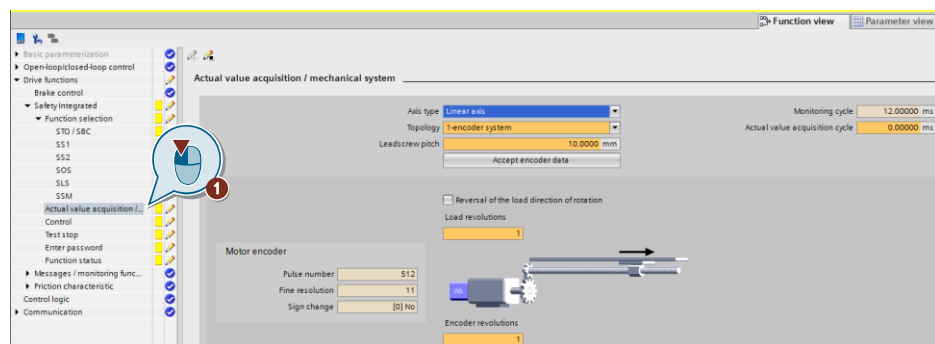 Function view
Parameter view
Basic parameterization
Open-loop/closed-loop control
Drive functions
Brake control
Safety Integrated
Function selection
STO / SBC
SS1
SS2
SOS
SLS
SSM
Actual value acquisition /...
Control
Test stop
Enter password
Function status
Messages / monitoring func...
Friction characteristic
Control logic
Communication
1
Actual value acquisition / mechanical system
Axis type Linear axis
Topology 1-encoder system
Leadscrew pitch 10.0000 mm
Accept encoder data
Monitoring cycle 12.00000 ms
Actual value acquisition cycle 0.00000 ms
Reversal of the load direction of rotation
Load revolutions
1
Motor encoder
Pulse number 512
Fine resolution 11
Sign change [0] No
Encoder revolutions
1